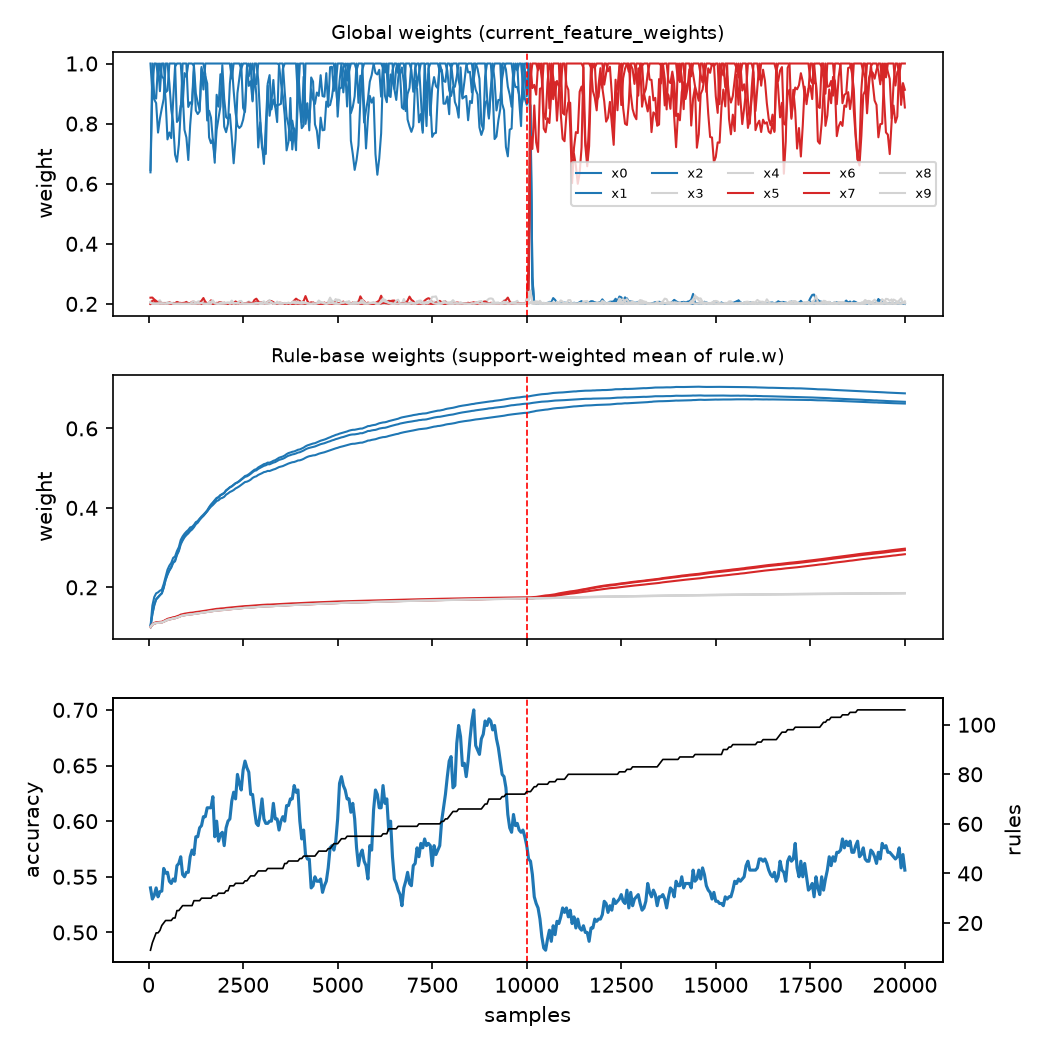 Global weights (current_feature_weights)
1.0
0.8
0.6
0.4
0.2
weight
x0 x2 x4 x6 x8
x1 x3 x5 x7 x9
Rule-base weights (support-weighted mean of rule.w)
0.6
0.4
0.2
weight
0.70
0.65
0.60
0.55
0.50
accuracy
100
80
60
40
20
rules
0 2500 5000 7500 10000 12500 15000 17500 20000
samples